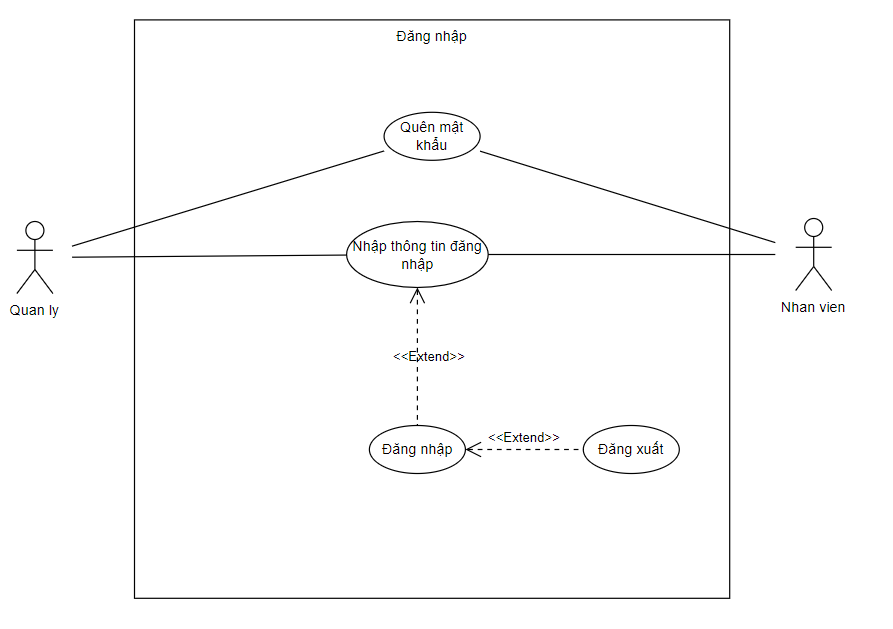 Đăng nhập
Quên mật
khẩu
Nhập thông tin đăng
nhập
Quan ly
Nhan vien
<<Extend>>
Đăng nhập
<<Extend>>
Đăng xuất